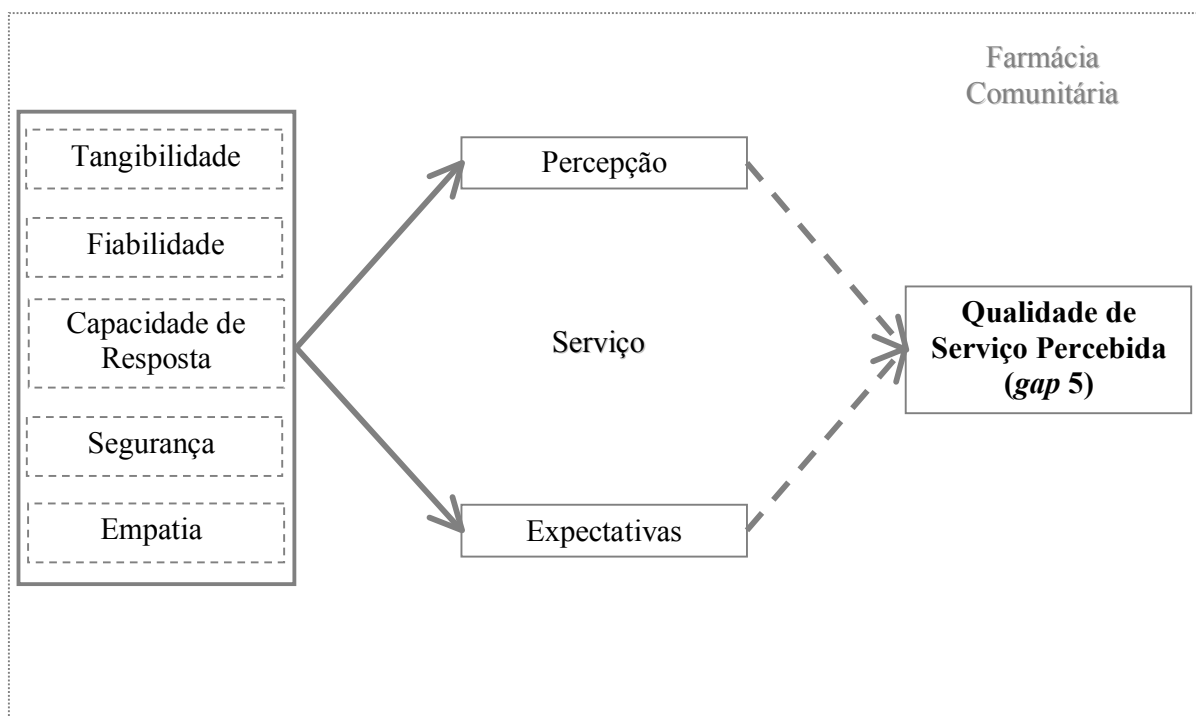 Farmácia
Comunitária
Tangibilidade
Fiabilidade
Capacidade de
Resposta
Segurança
Empatia
Percepção
Serviço
Expectativas
Qualidade de
Serviço Percebida
(gap 5)